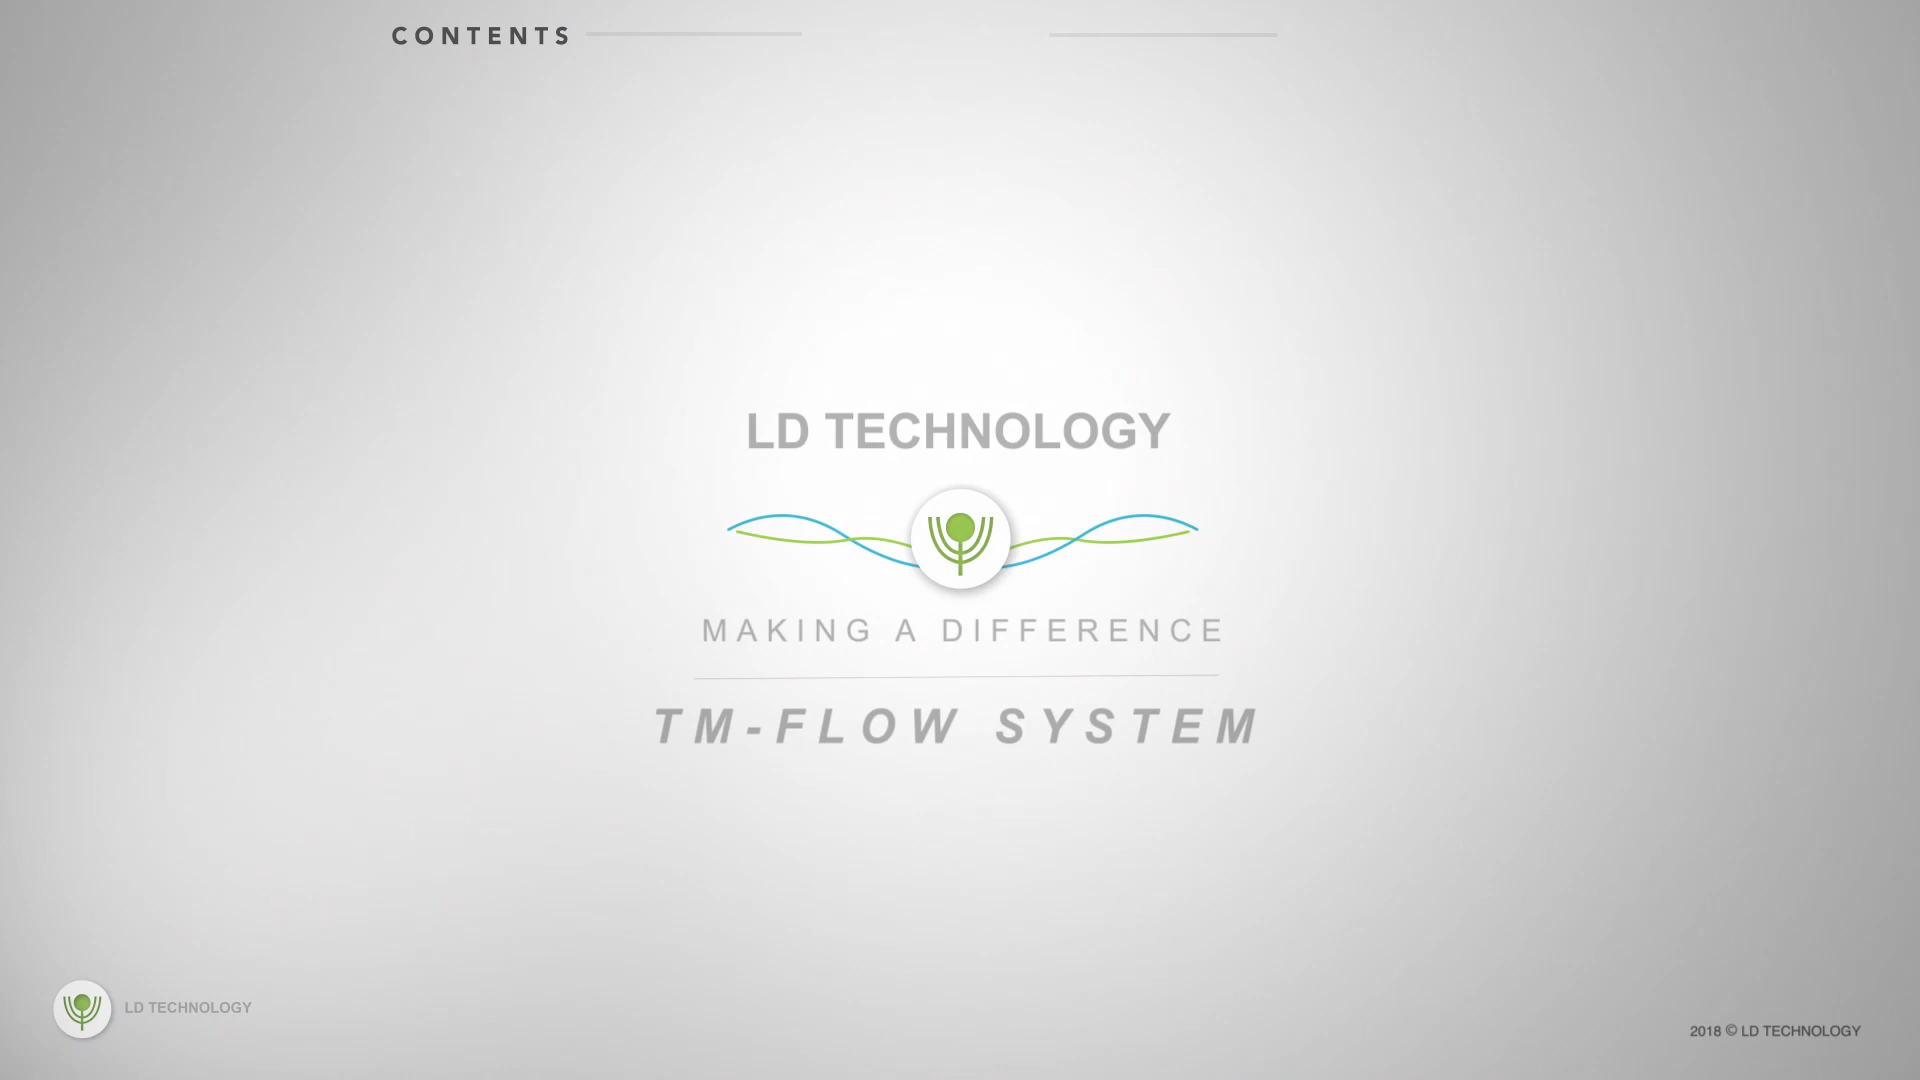 CONTENTS
LD TECHNOLOGY
MAKING A DIFFERENCE
TM-FLOW SYSTEM
LD TECHNOLOGY
2018 © LD TECHNOLOGY